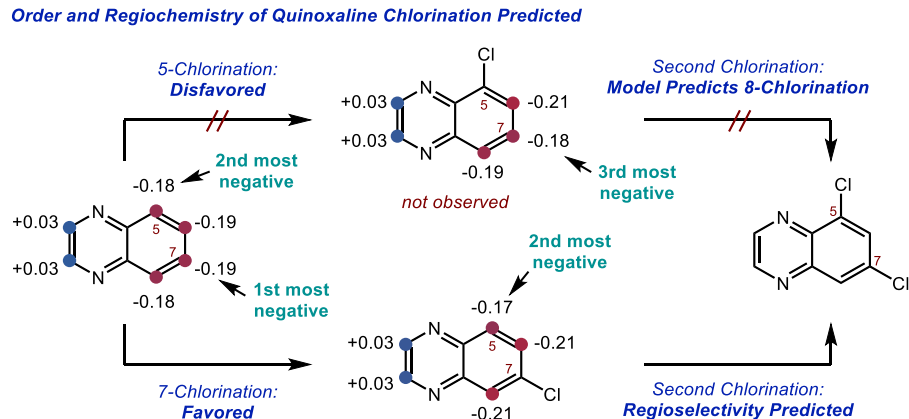 Order and Regiochemistry of Quinoxaline Chlorination Predicted
5-Chlorination:
Disfavored
Cl
N
N
+0.03
+0.03
5
7
-0.21
-0.18
-0.19
not observed
3rd most
negative
Second Chlorination:
Model Predicts 8-Chlorination
2nd most
negative
-0.18
N
N
+0.03
+0.03
5
7
-0.19
-0.19
-0.18
1st most
negative
2nd most
negative
-0.17
N
N
+0.03
+0.03
5
7
-0.21
Cl
-0.21
7-Chlorination:
Favored
Second Chlorination:
Regioselectivity Predicted
Cl
N
N
5
7
Cl